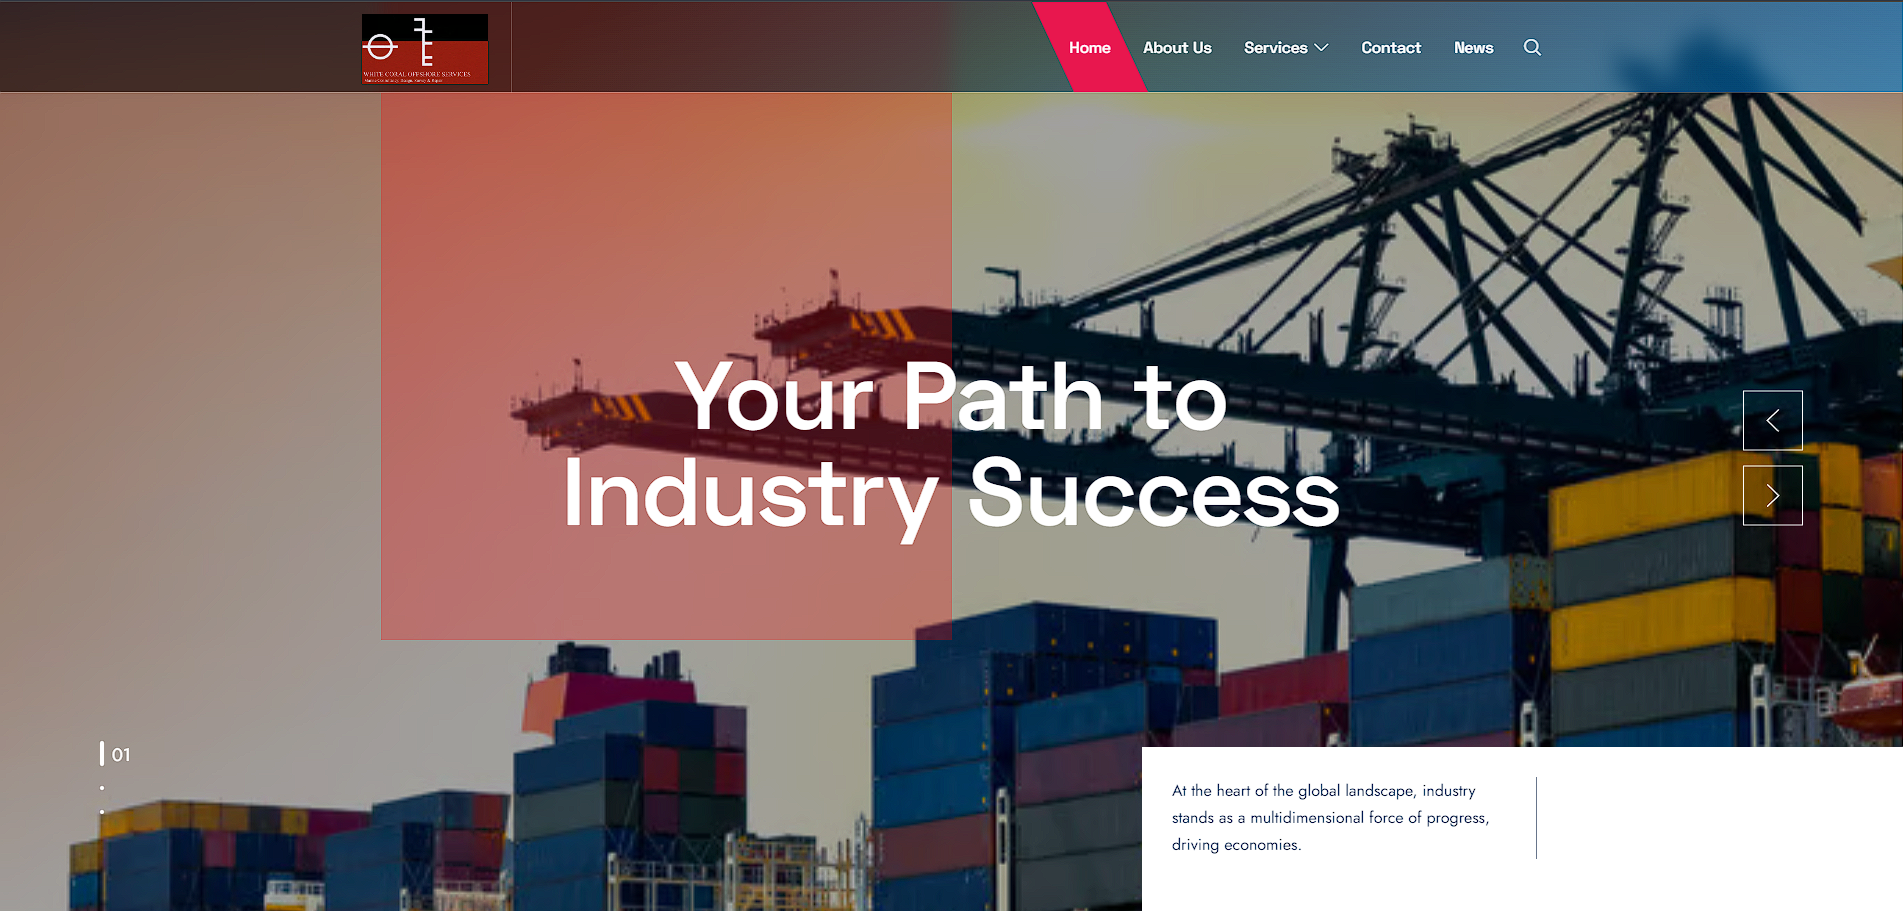 WHITE CORAL OFFSHORE SERVICES
Home
About Us
Services
Contact
News
Your Path to
Industry Success
01
At the heart of the global landscape, industry
stands as a multidimensional force of progress,
driving economies.